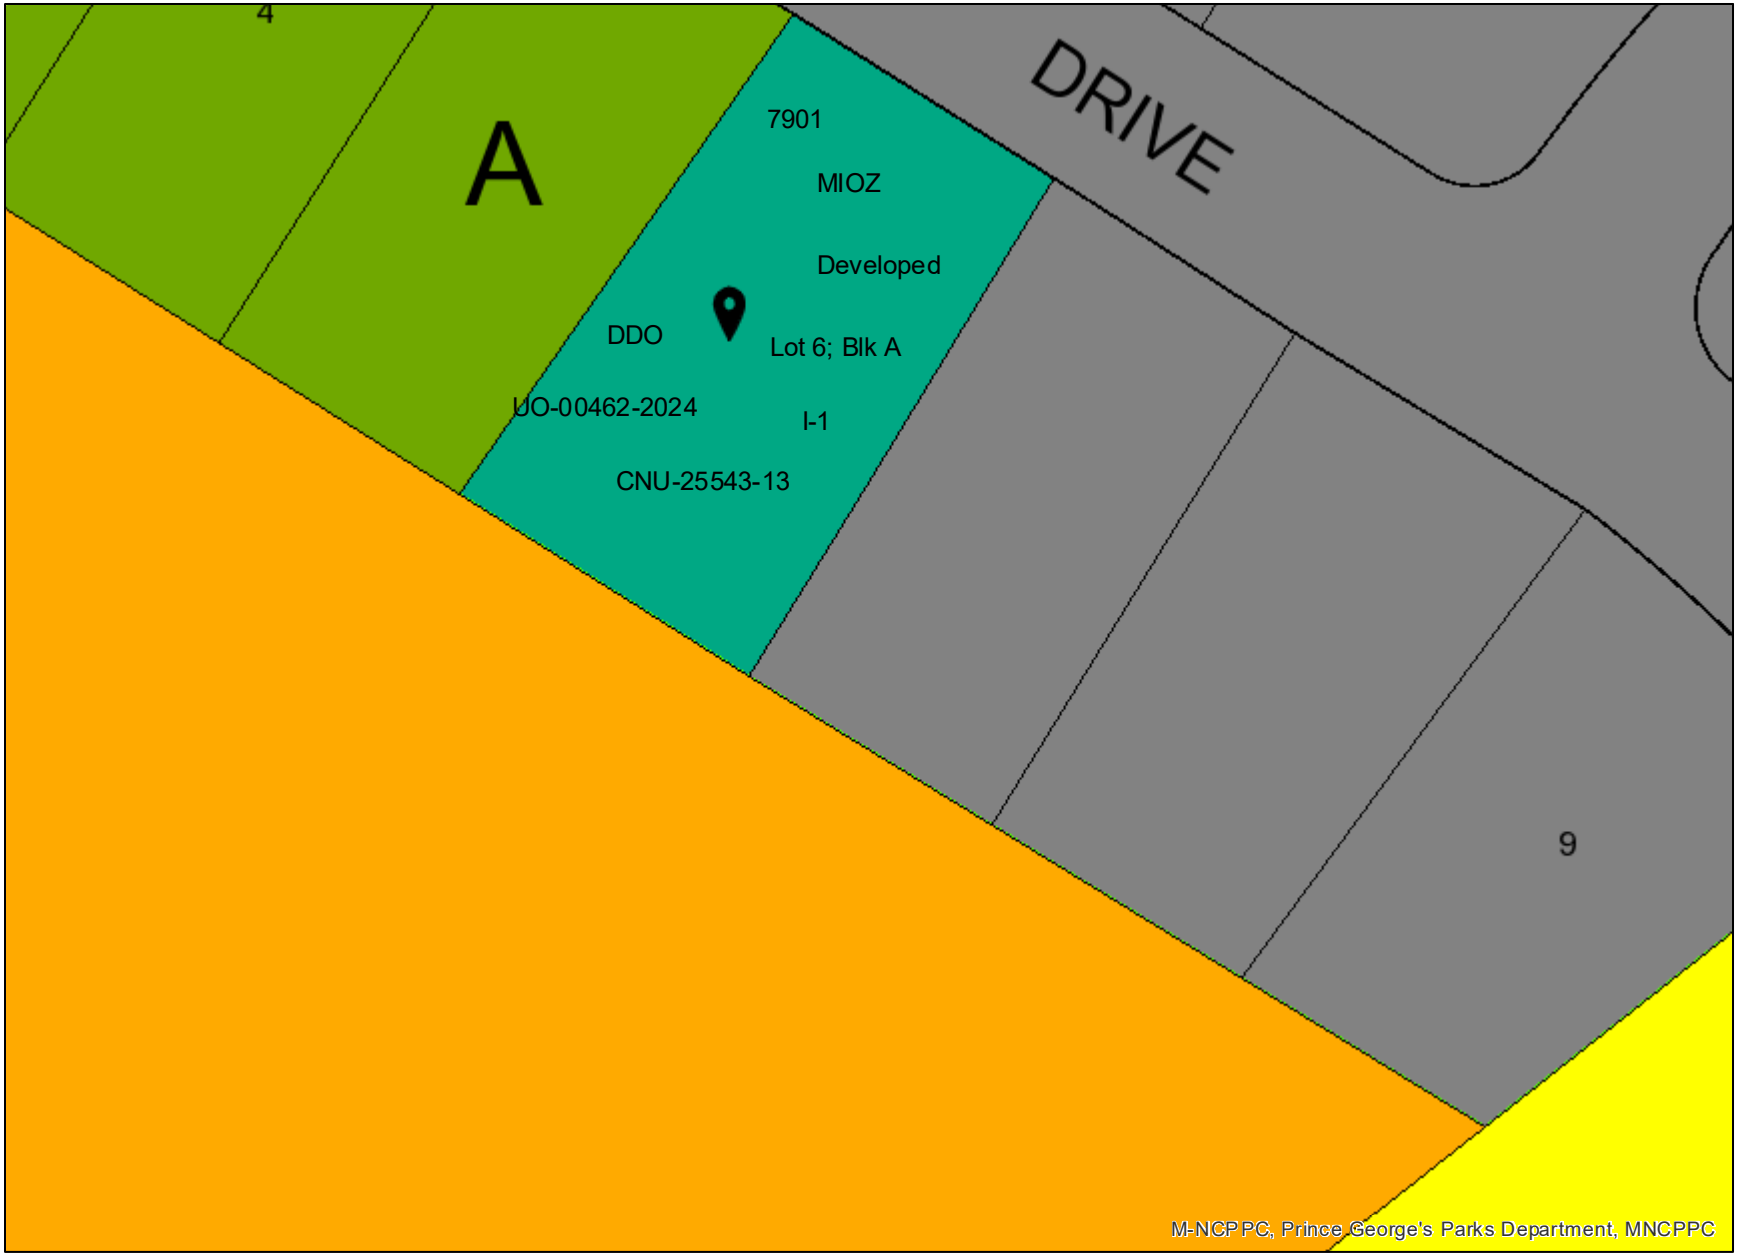 4
A
7901
DRIVE
MIOZ
Developed
DDO
Lot 6; Blk A
UO-00462-2024
I-1
CNU-25543-13
9
M-NCPPC, Prince George's Parks Department, MNCPPC